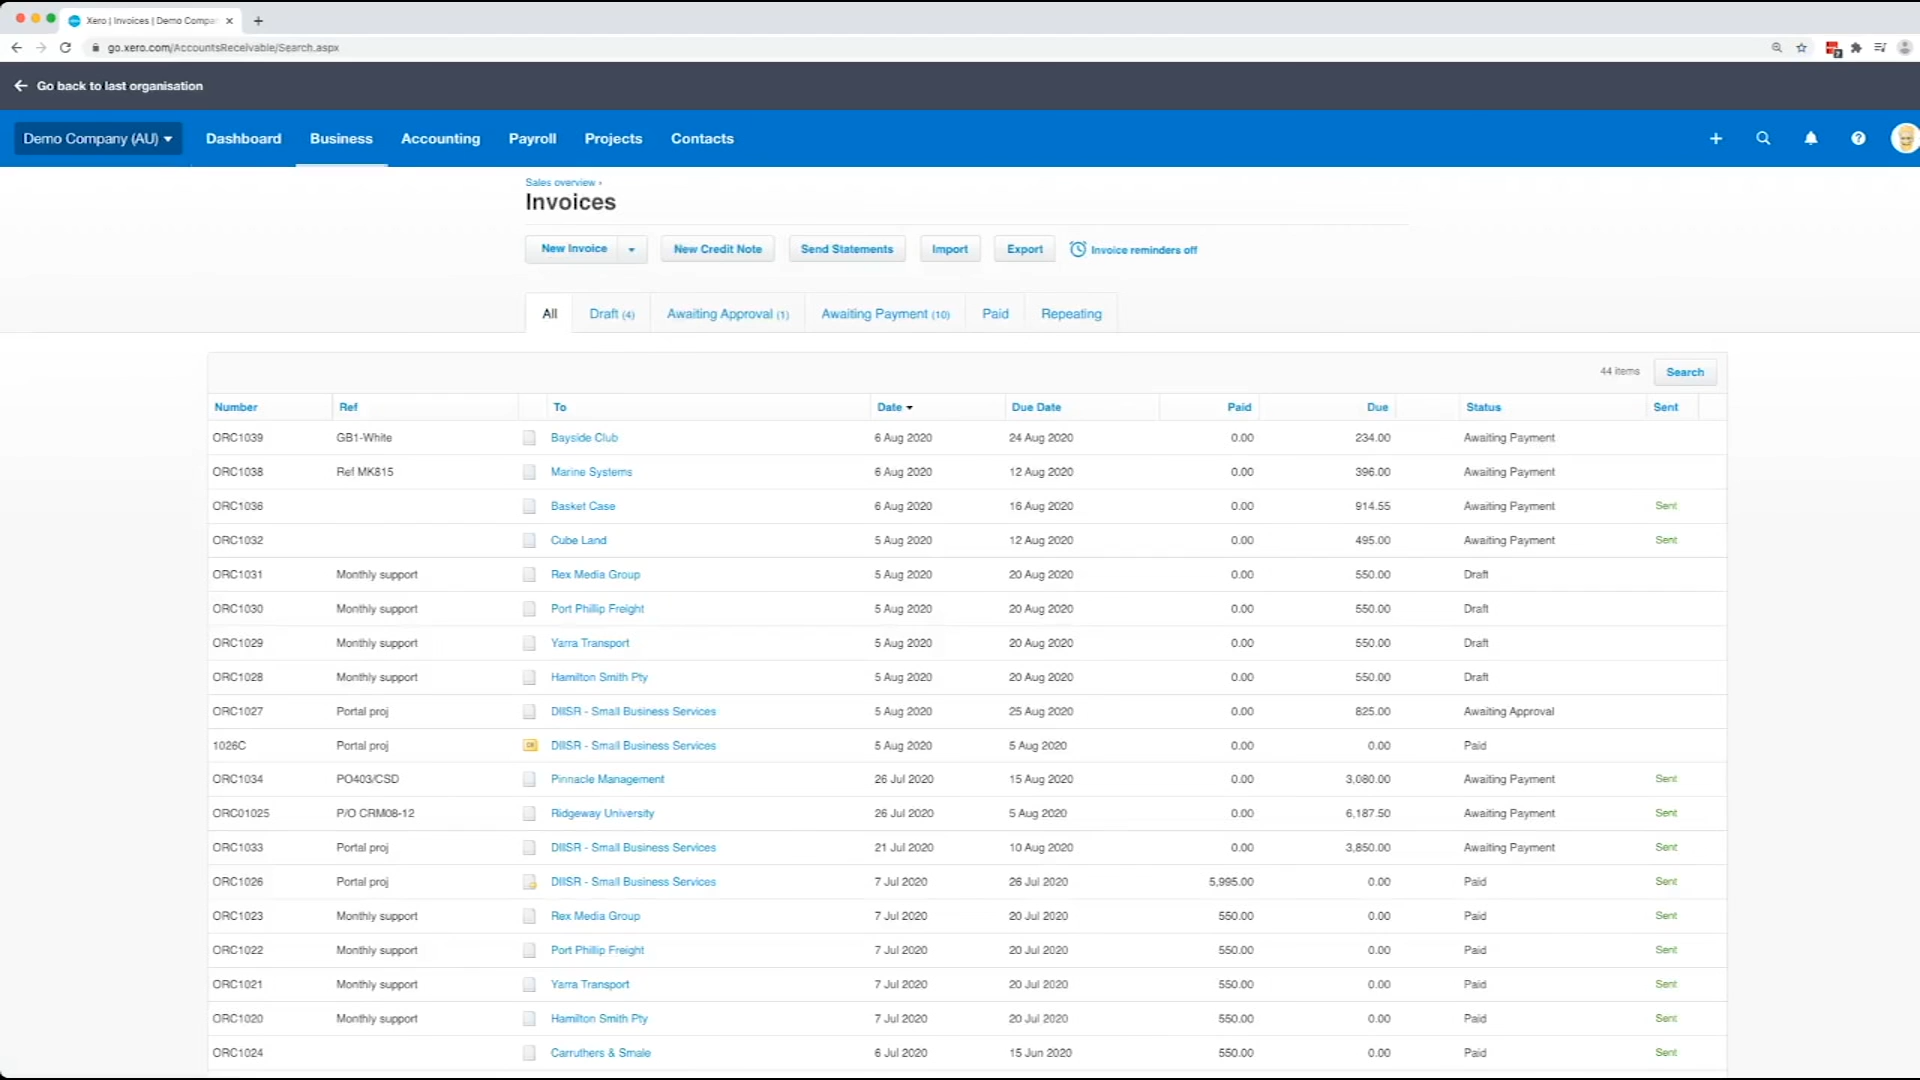 Xero | Invoices | Demo Compa
go.xero.com/AccountsReceivable/Search.aspx
Go back to last organisation
Demo Company (AU) Dashboard Business Accounting Payroll Projects Contacts
Sales overview ›
Invoices
New Invoice New Credit Note Send Statements Import Export Invoice reminders off
All Draft (4) Awaiting Approval (1) Awaiting Payment (10) Paid Repeating
44 items Search
Number Ref To Date Due Date Paid Due Status Sent
ORC1039 GB1-White Bayside Club 6 Aug 2020 24 Aug 2020 0.00 234.00 Awaiting Payment
ORC1038 Ref MK815 Marine Systems 6 Aug 2020 12 Aug 2020 0.00 396.00 Awaiting Payment
ORC1036 Basket Case 6 Aug 2020 16 Aug 2020 0.00 914.55 Awaiting Payment Sent
ORC1032 Cube Land 5 Aug 2020 12 Aug 2020 0.00 495.00 Awaiting Payment Sent
ORC1031 Monthly support Rex Media Group 5 Aug 2020 20 Aug 2020 0.00 550.00 Draft
ORC1030 Monthly support Port Phillip Freight 5 Aug 2020 20 Aug 2020 0.00 550.00 Draft
ORC1029 Monthly support Yarra Transport 5 Aug 2020 20 Aug 2020 0.00 550.00 Draft
ORC1028 Monthly support Hamilton Smith Pty 5 Aug 2020 20 Aug 2020 0.00 550.00 Draft
ORC1027 Portal proj DIISR - Small Business Services 5 Aug 2020 25 Aug 2020 0.00 825.00 Awaiting Approval
1026C Portal proj DIISR - Small Business Services 5 Aug 2020 5 Aug 2020 0.00 0.00 Paid
ORC1034 PO403/CSD Pinnacle Management 26 Jul 2020 15 Aug 2020 0.00 3,080.00 Awaiting Payment Sent
ORC01025 P/O CRM08-12 Ridgeway University 26 Jul 2020 5 Aug 2020 0.00 6,187.50 Awaiting Payment Sent
ORC1033 Portal proj DIISR - Small Business Services 21 Jul 2020 10 Aug 2020 0.00 3,850.00 Awaiting Payment Sent
ORC1026 Portal proj DIISR - Small Business Services 7 Jul 2020 26 Jul 2020 5,995.00 0.00 Paid Sent
ORC1023 Monthly support Rex Media Group 7 Jul 2020 20 Jul 2020 550.00 0.00 Paid Sent
ORC1022 Monthly support Port Phillip Freight 7 Jul 2020 20 Jul 2020 550.00 0.00 Paid Sent
ORC1021 Monthly support Yarra Transport 7 Jul 2020 20 Jul 2020 550.00 0.00 Paid Sent
ORC1020 Monthly support Hamilton Smith Pty 7 Jul 2020 20 Jul 2020 550.00 0.00 Paid Sent
ORC1024 Carruthers & Smale 6 Jul 2020 15 Jun 2020 550.00 0.00 Paid Sent